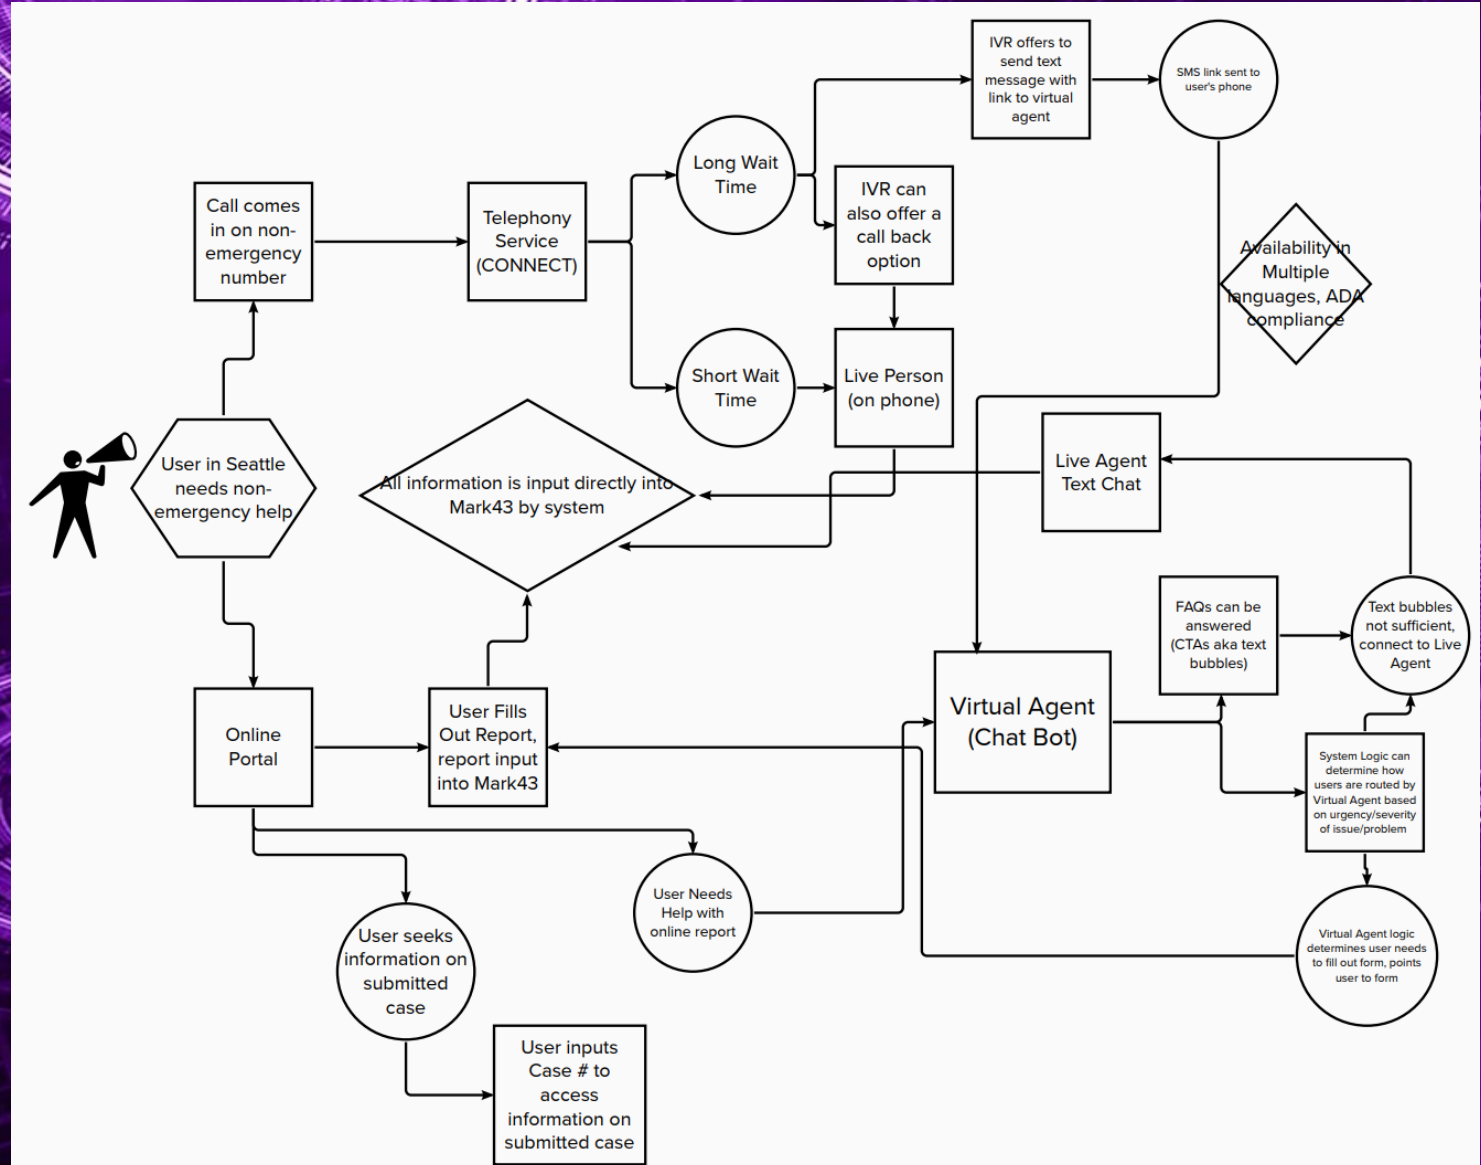 IVR offers to
send text
message with
link to virtual
agent
SMS link sent to
user's phone
Long Wait
Time
IVR can
also offer a
call back
option
Call comes
in on non-
emergency
number
Telephony
Service
(CONNECT)
Availability in
Multiple
languages, ADA
compliance
Short Wait
Time
Live Person
(on phone)
User in Seattle
needs non-
emergency help
All information is input directly into
Mark43 by system
Live Agent
Text Chat
FAQs can be
answered
(CTAs aka text
bubbles)
Text bubbles
not sufficient,
connect to Live
Agent
Online
Portal
User Fills
Out Report,
report input
into Mark43
Virtual Agent
(Chat Bot)
System Logic can
determine how
users are routed by
Virtual Agent based
on urgency/severity
of issue/problem
User Needs
Help with
online report
User seeks
information on
submitted
case
Virtual Agent logic
determines user needs
to fill out form, points
user to form
User inputs
Case # to
access
information on
submitted case